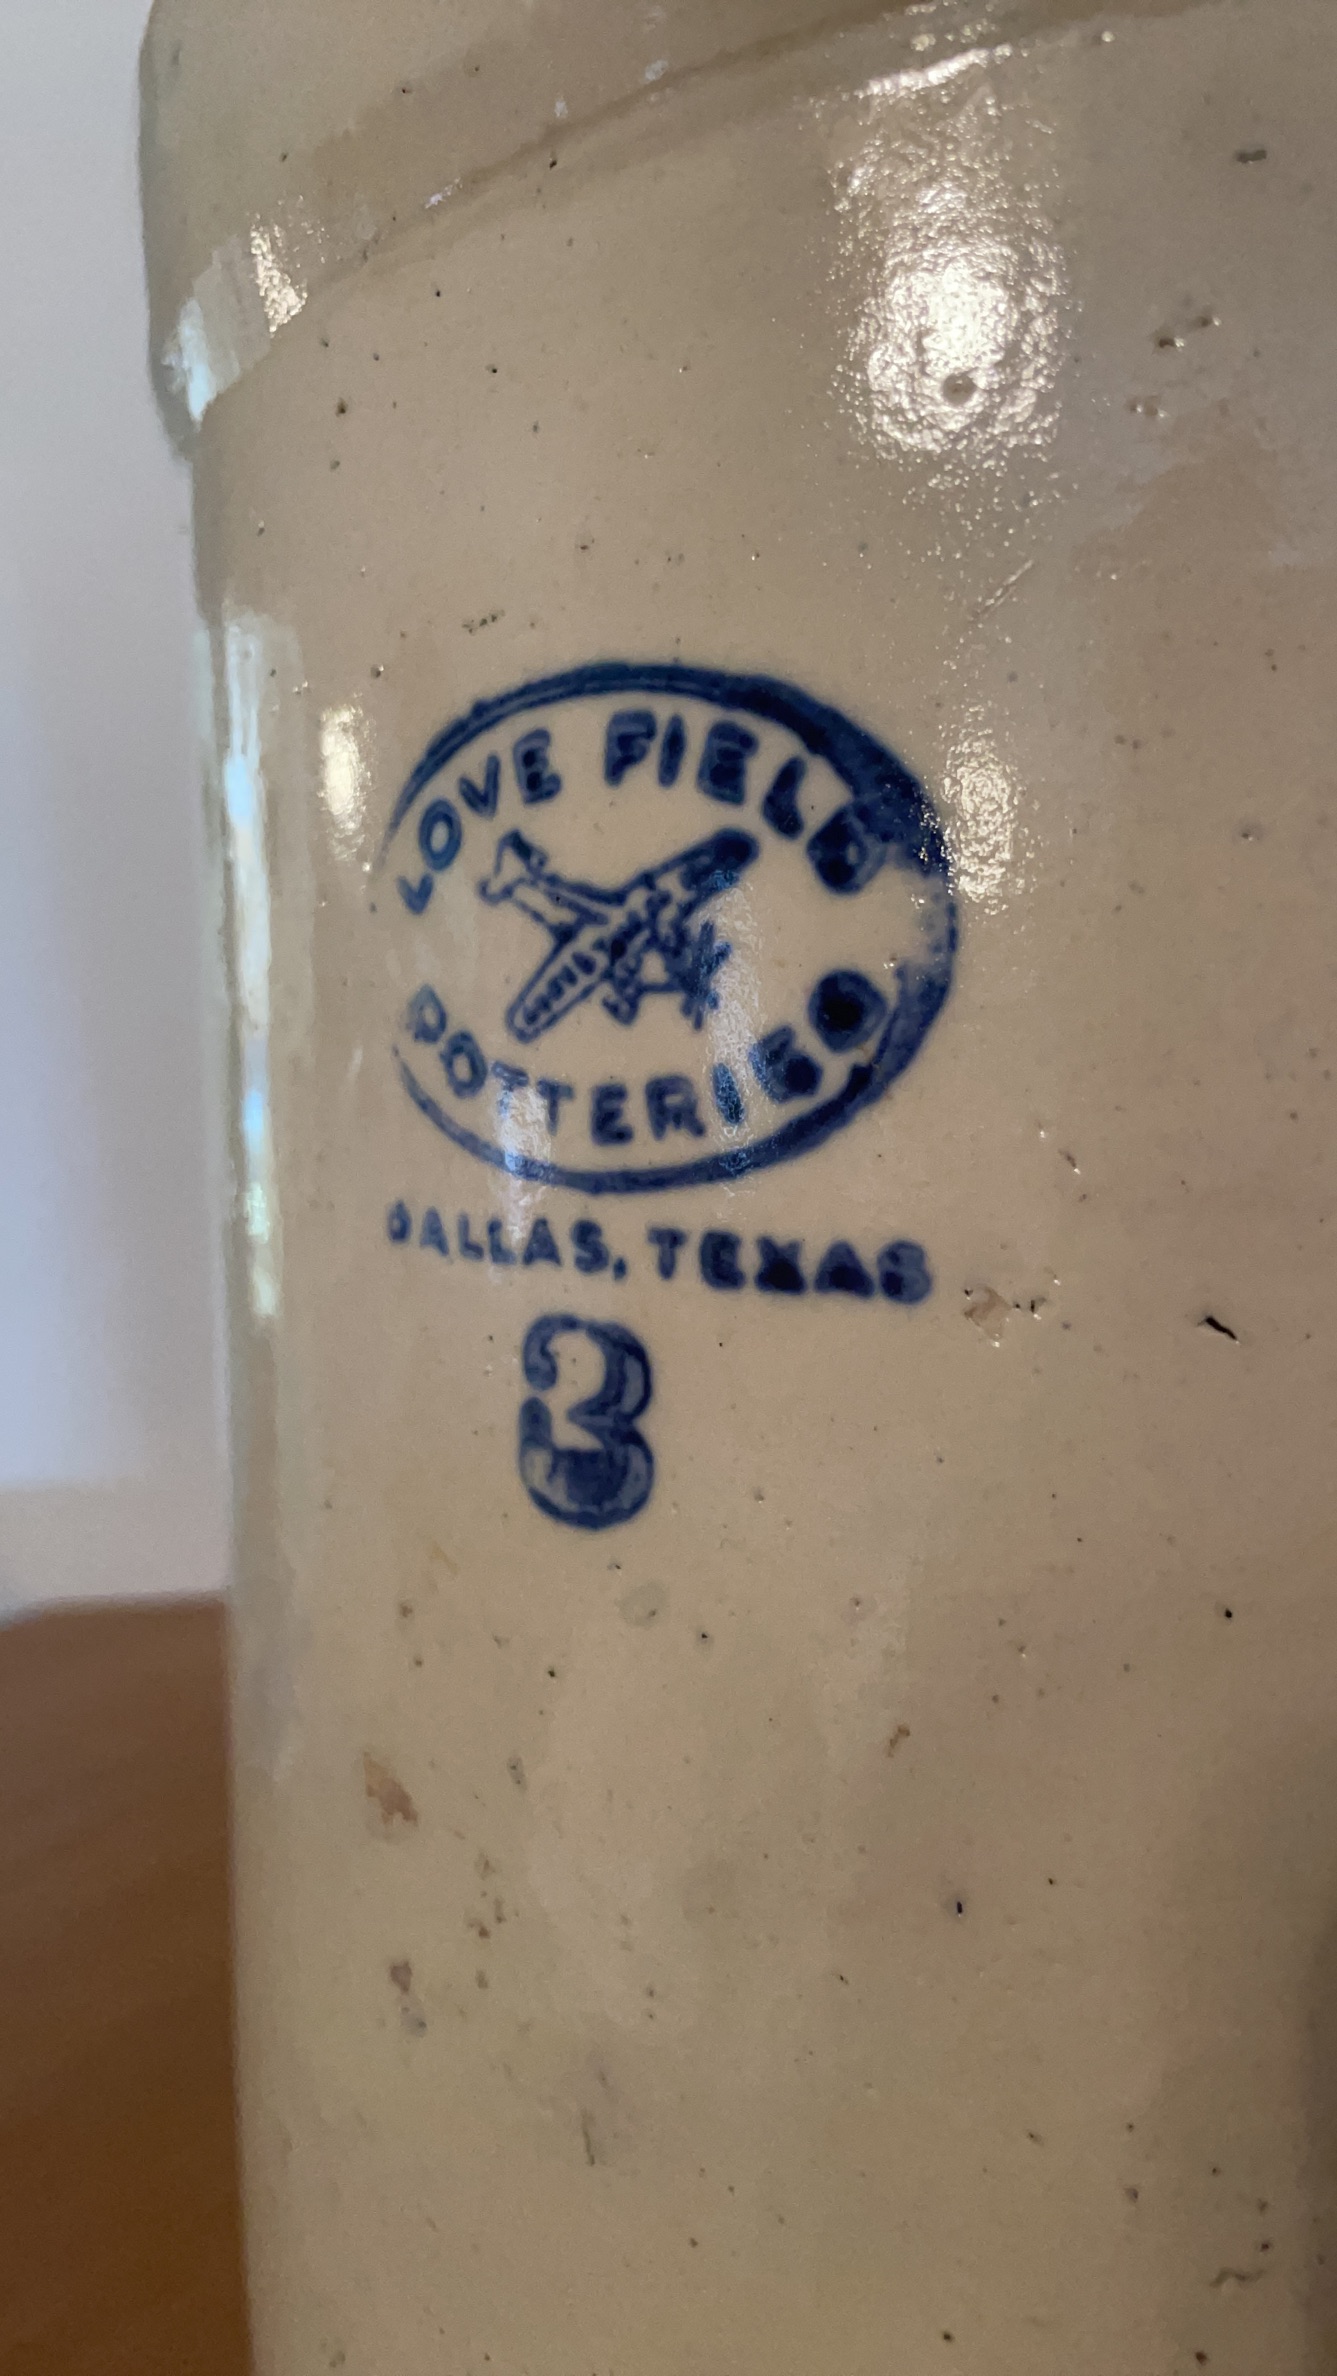 LOVE FIELD
POTTERIES
DALLAS, TEXAS
3